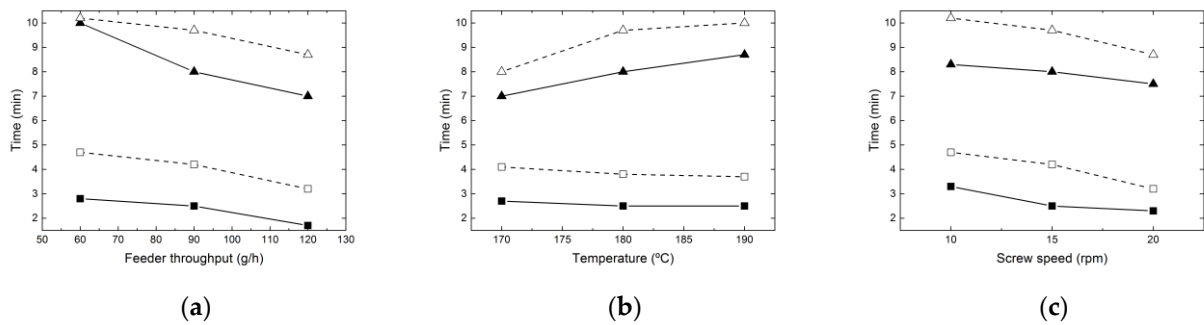 10
9
8
7
6
5
4
3
2
Time (min)
50 60 70 80 90 100 110 120 130
Feeder throughput (g/h)
(a)
10
9
8
7
6
5
4
3
2
Time (min)
170 175 180 185 190
Temperature (ºC)
(b)
10
9
8
7
6
5
4
3
2
Time (min)
10 15 20
Screw speed (rpm)
(c)